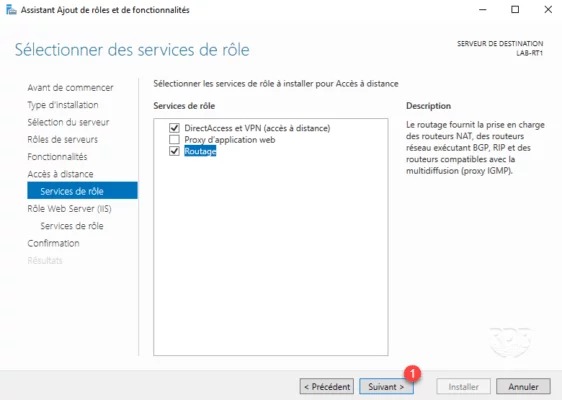 Assistant Ajout de rôles et de fonctionnalités
Sélectionner des services de rôle
SERVEUR DE DESTINATION
LAB-RT1
Avant de commencer
Type d'installation
Sélection du serveur
Rôles de serveurs
Fonctionnalités
Accès à distance
Services de rôle
Rôle Web Server (IIS)
Services de rôle
Confirmation
Résultats
Sélectionner les services de rôle à installer pour Accès à distance
Services de rôle
DirectAccess et VPN (accès à distance)
Proxy d'application web
Routage
Description
Le routage fournit la prise en charge
des routeurs NAT, des routeurs
réseau exécutant BGP, RIP et des
routeurs compatibles avec la
multidiffusion (proxy IGMP).
1
< Précédent
Suivant >
Installer
Annuler